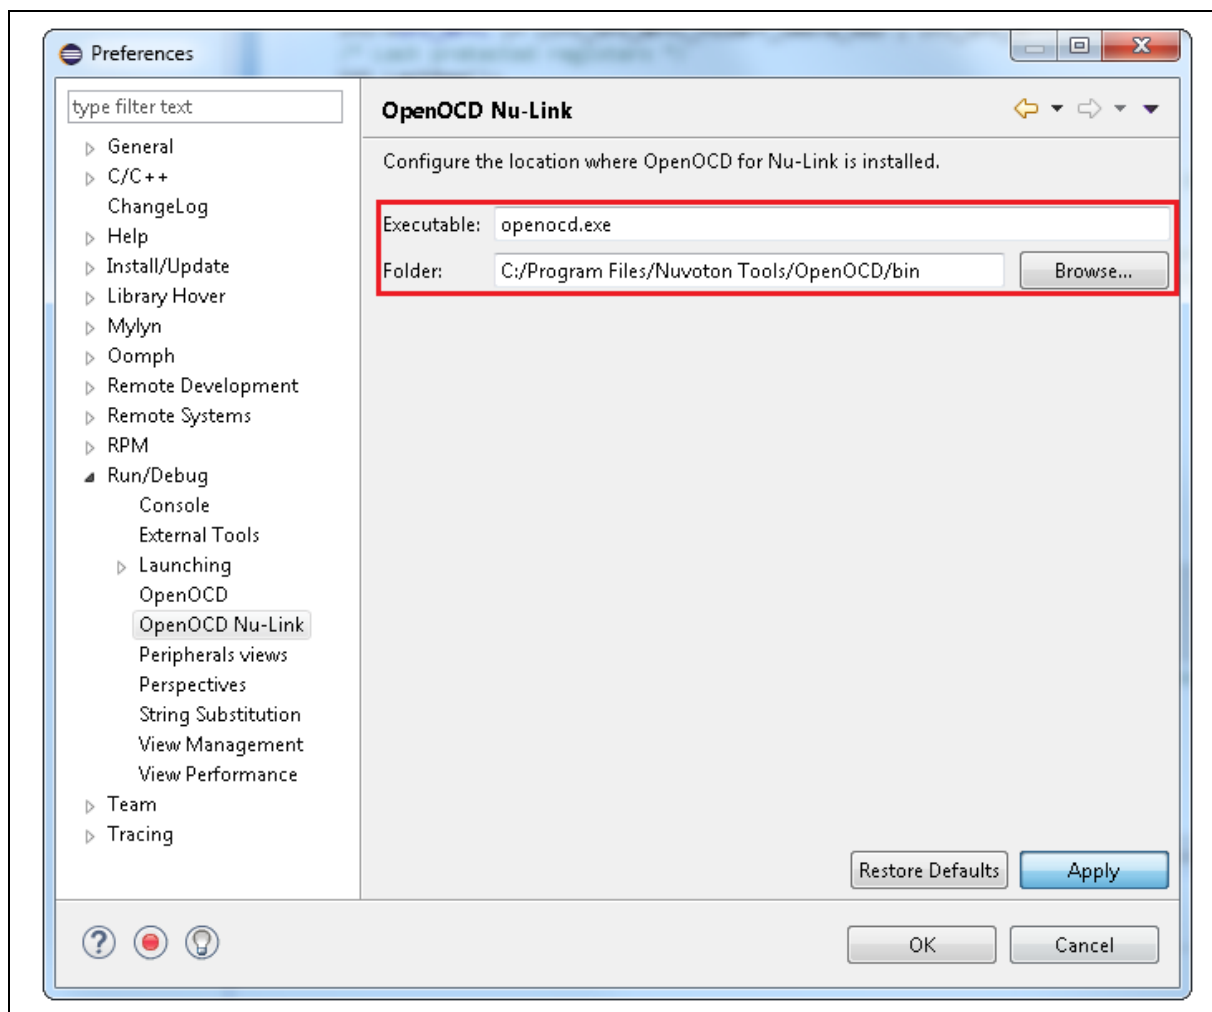 Preferences
type filter text
General
C/C++
ChangeLog
Help
Install/Update
Library Hover
Mylyn
Oomph
Remote Development
Remote Systems
RPM
Run/Debug
Console
External Tools
Launching
OpenOCD
OpenOCD Nu-Link
Peripherals views
Perspectives
String Substitution
View Management
View Performance
Team
Tracing
OpenOCD Nu-Link
Configure the location where OpenOCD for Nu-Link is installed.
Executable: openocd.exe
Folder: C:/Program Files/Nuvoton Tools/OpenOCD/bin Browse...
Restore Defaults Apply
OK Cancel